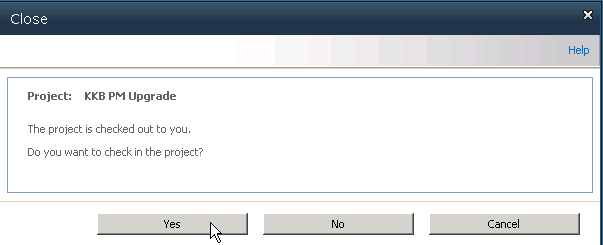 Close
Help
Project: KKB PM Upgrade
The project is checked out to you.
Do you want to check in the project?
Yes No Cancel